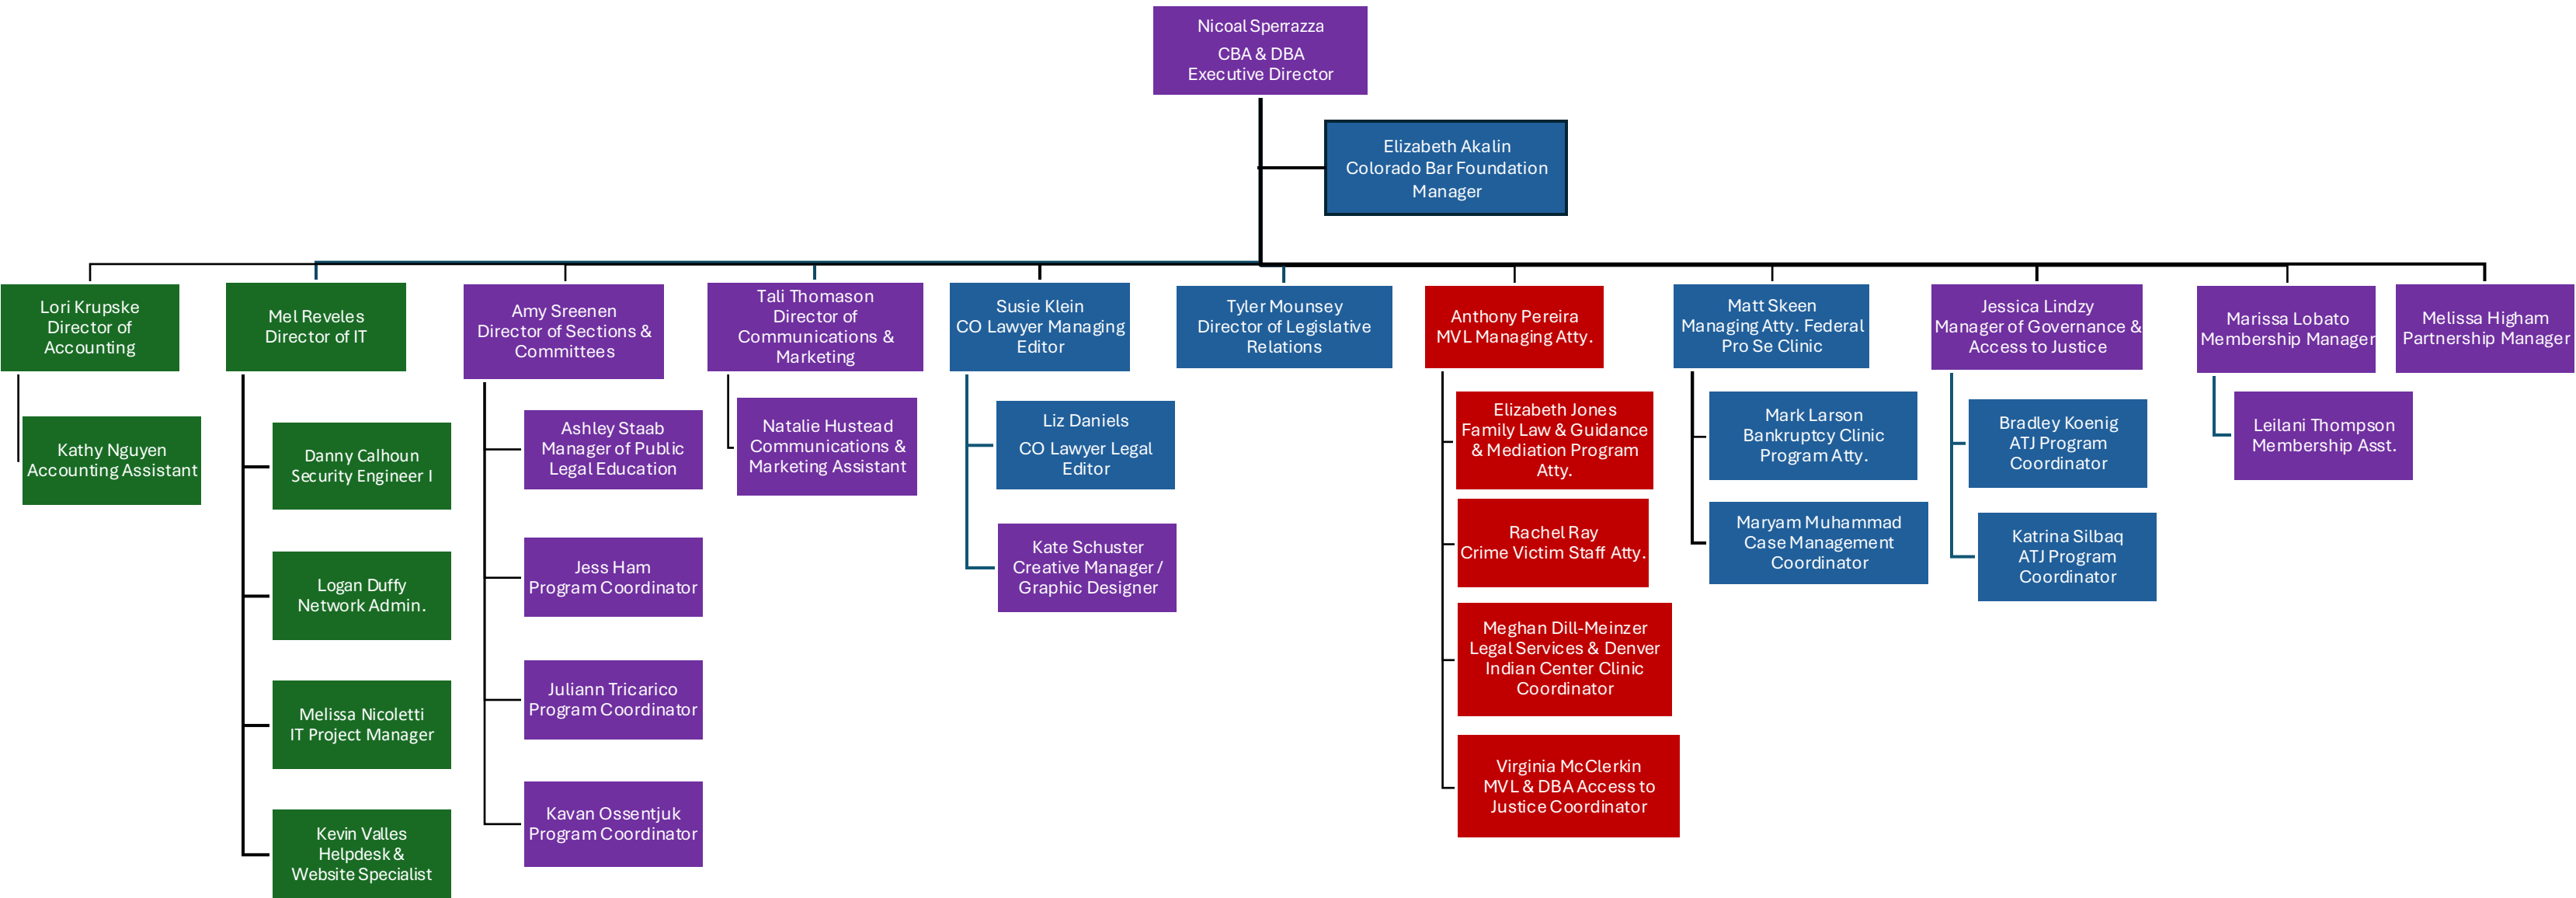 Nicoal Sperrazza
CBA & DBA
Executive Director
Elizabeth Akalin
Colorado Bar Foundation
Manager
Lori Krupske
Director of
Accounting
Kathy Nguyen
Accounting Assistant
Mel Reveles
Director of IT
Danny Calhoun
Security Engineer I
Logan Duffy
Network Admin.
Melissa Nicoletti
IT Project Manager
Kevin Valles
Helpdesk &
Website Specialist
Amy Sreenen
Director of Sections &
Committees
Ashley Staab
Manager of Public
Legal Education
Jess Ham
Program Coordinator
Juliann Tricarico
Program Coordinator
Kavan Ossentjuk
Program Coordinator
Tali Thomason
Director of
Communications &
Marketing
Natalie Hustead
Communications &
Marketing Assistant
Susie Klein
CO Lawyer Managing
Editor
Liz Daniels
CO Lawyer Legal
Editor
Kate Schuster
Creative Manager /
Graphic Designer
Tyler Mounsey
Director of Legislative
Relations
Anthony Pereira
MVL Managing Atty.
Elizabeth Jones
Family Law & Guidance
& Mediation Program
Atty.
Rachel Ray
Crime Victim Staff Atty.
Meghan Dill-Meinzer
Legal Services & Denver
Indian Center Clinic
Coordinator
Virginia McClerkin
MVL & DBA Access to
Justice Coordinator
Matt Skeen
Managing Atty. Federal
Pro Se Clinic
Mark Larson
Bankruptcy Clinic
Program Atty.
Maryam Muhammad
Case Management
Coordinator
Jessica Lindzy
Manager of Governance &
Access to Justice
Bradley Koenig
ATJ Program
Coordinator
Katrina Silbaq
ATJ Program
Coordinator
Marissa Lobato
Membership Manager
Leilani Thompson
Membership Asst.
Melissa Higham
Partnership Manager